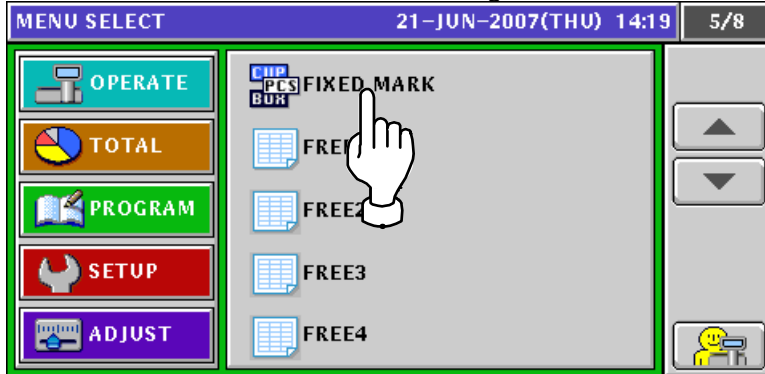 MENU SELECT 21-JUN-2007(THU) 14:19 5/8
OPERATE
TOTAL
PROGRAM
SETUP
ADJUST
CUP
PCS
BOX
FIXED MARK
FREE2
FREE3
FREE4